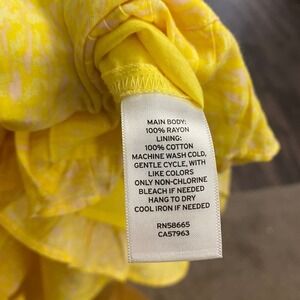 MAIN BODY:
100% RAYON
LINING:
100% COTTON
MACHINE WASH COLD,
GENTLE CYCLE, WITH
LIKE COLORS
ONLY NON-CHLORINE
BLEACH IF NEEDED
HANG TO DRY
COOL IRON IF NEEDED
RN58665
CA57963